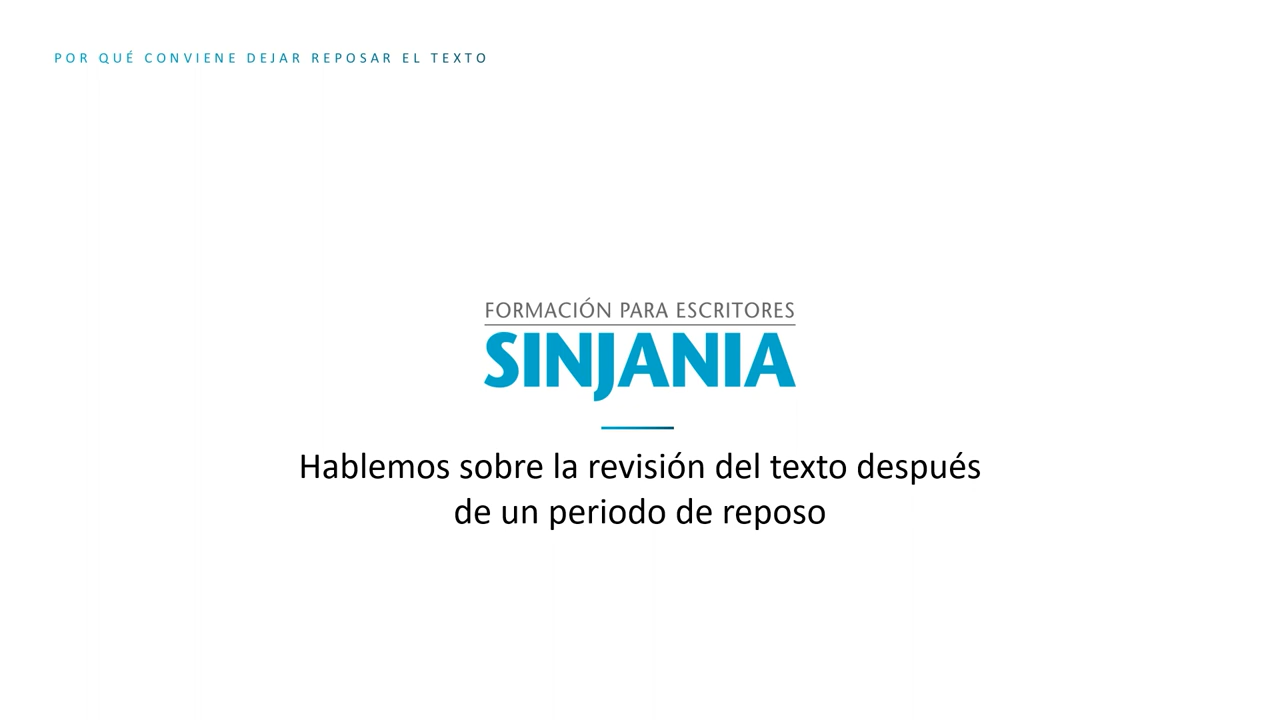 POR QUÉ CONVIENE DEJAR REPOSAR EL TEXTO
FORMACIÓN PARA ESCRITORES
SINJANIA
Hablemos sobre la revisión del texto después
de un periodo de reposo